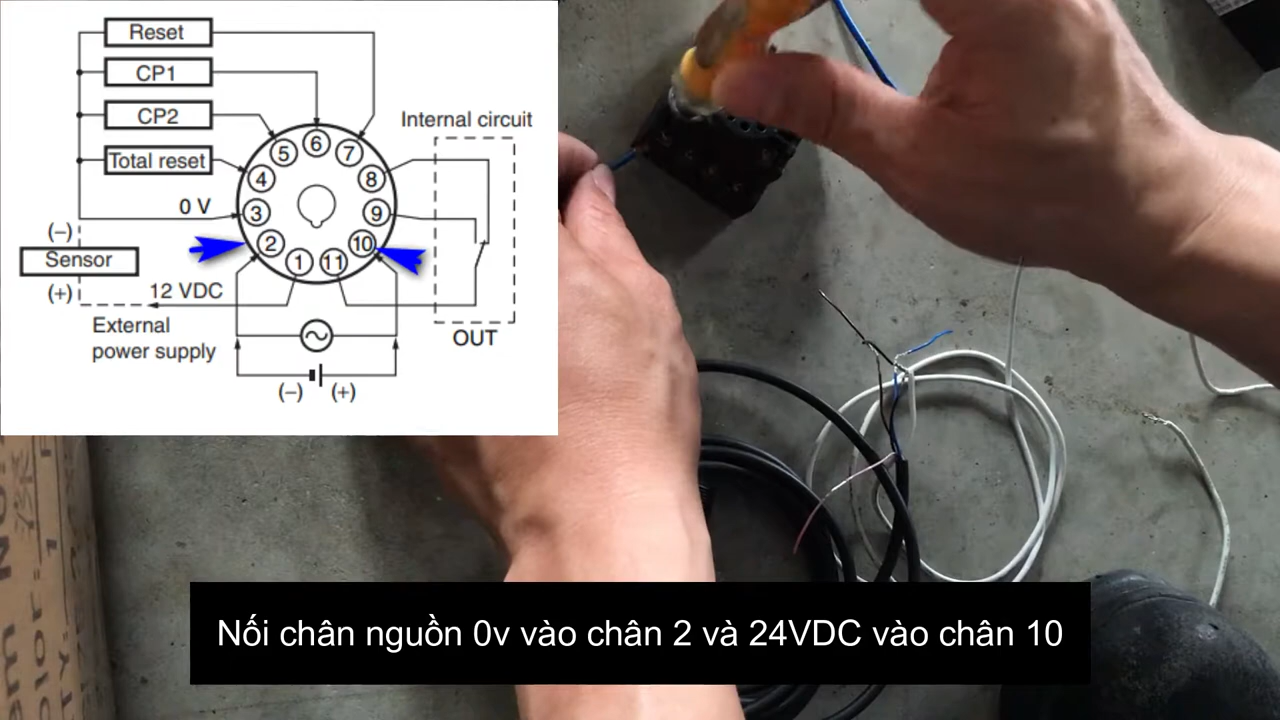 Reset
CP1
CP2
Total reset
Internal circuit
5 6 7
4 8
0 V
3 9
2 10
1 11
(–)
Sensor
(+)
12 VDC
External
power supply
OUT
(–) (+)
Nối chân nguồn 0v vào chân 2 và 24VDC vào chân 10